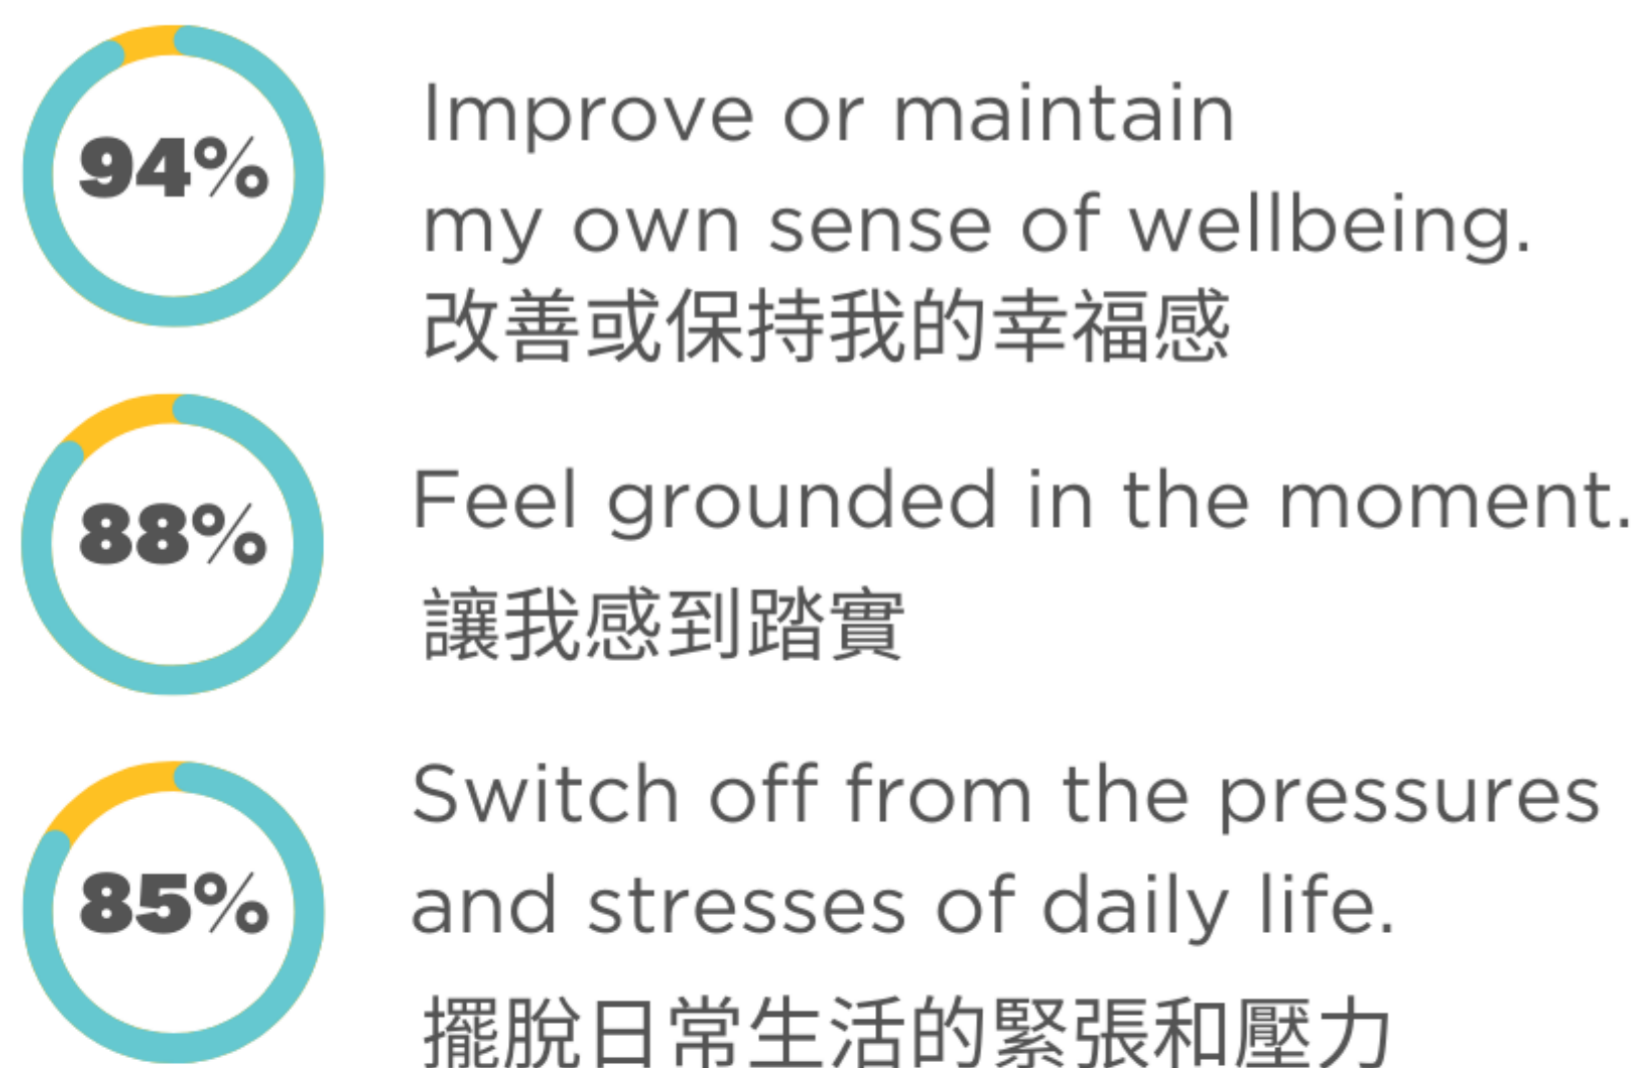 94%
Improve or maintain
my own sense of wellbeing.
改善或保持我的幸福感
88%
Feel grounded in the moment.
讓我感到踏實
85%
Switch off from the pressures
and stresses of daily life.
擺脫日常生活的緊張和壓力